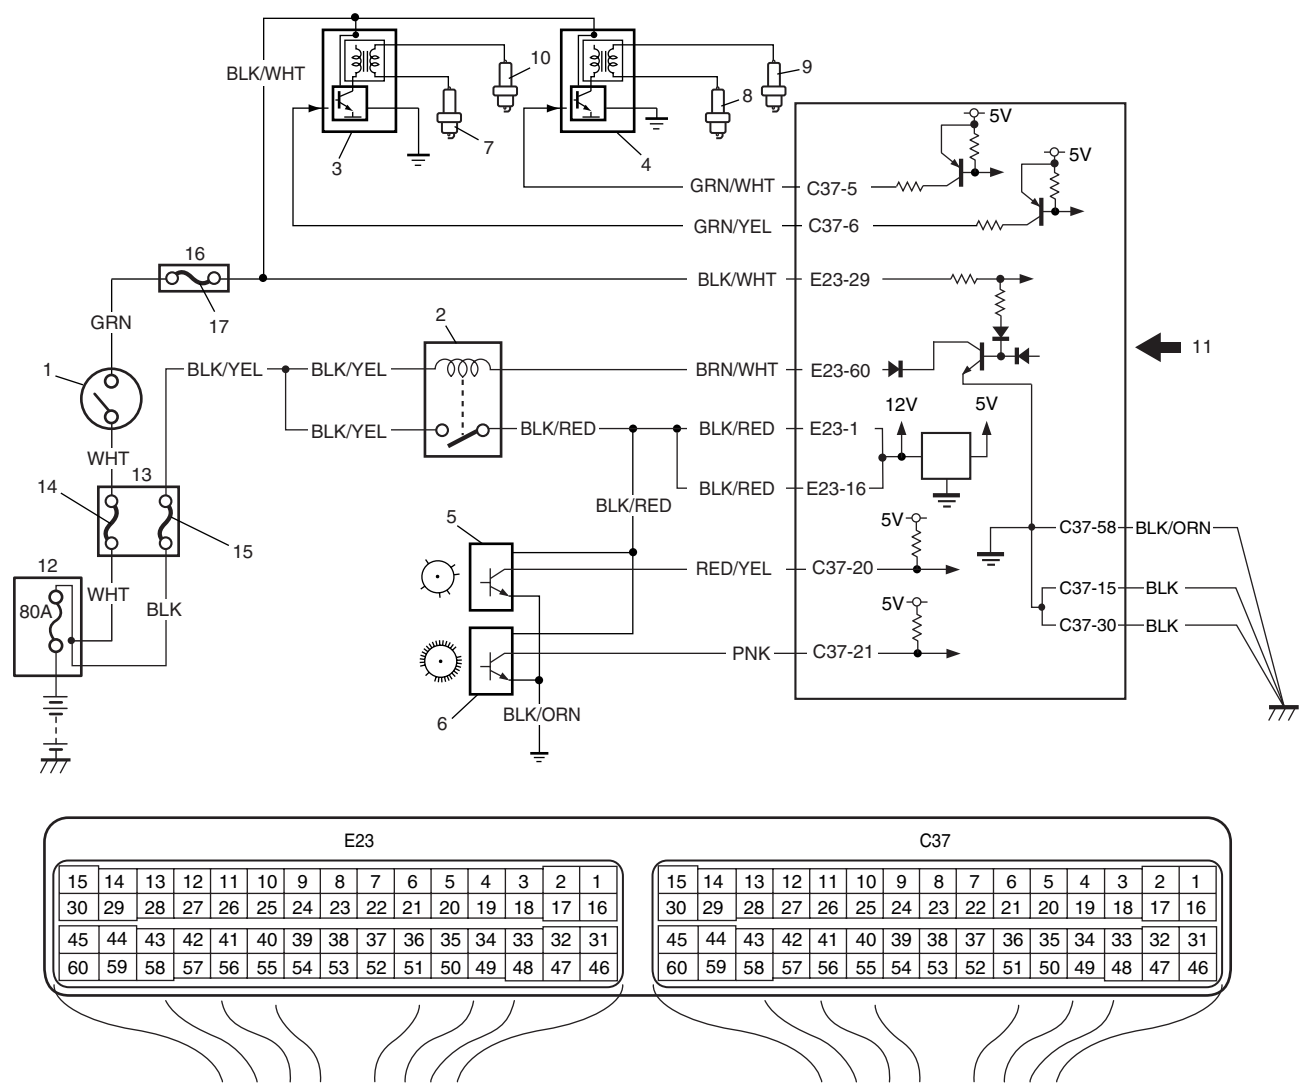 10
9
BLK/WHT
8
5V
7
3
4
5V
GRN/WHT
C37-5
GRN/YEL
C37-6
16
BLK/WHT
E23-29
17
GRN
2
11
1
BLK/YEL
BLK/YEL
BRN/WHT
E23-60
12V
5V
BLK/YEL
BLK/RED
BLK/RED
E23-1
WHT
13
14
BLK/RED
E23-16
BLK/RED
5
5V
C37-58
BLK/ORN
15
12
RED/YEL
C37-20
WHT
C37-15
BLK
80A
BLK
5V
C37-30
BLK
PNK
C37-21
BLK/ORN
6
E23
C37
15 14 13 12 11 10 9 8 7 6 5 4 3 2 1
15 14 13 12 11 10 9 8 7 6 5 4 3 2 1
30 29 28 27 26 25 24 23 22 21 20 19 18 17 16
30 29 28 27 26 25 24 23 22 21 20 19 18 17 16
45 44 43 42 41 40 39 38 37 36 35 34 33 32 31
45 44 43 42 41 40 39 38 37 36 35 34 33 32 31
60 59 58 57 56 55 54 53 52 51 50 49 48 47 46
60 59 58 57 56 55 54 53 52 51 50 49 48 47 46